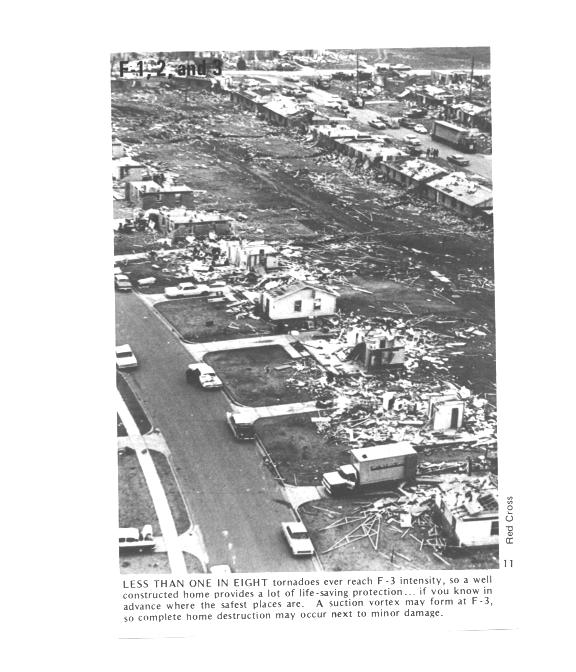 F-1, 2, and 3
Red Cross
11
LESS THAN ONE IN EIGHT tornadoes ever reach F-3 intensity, so a well
constructed home provides a lot of life-saving protection... if you know in
advance where the safest places are. A suction vortex may form at F-3,
so complete home destruction may occur next to minor damage.